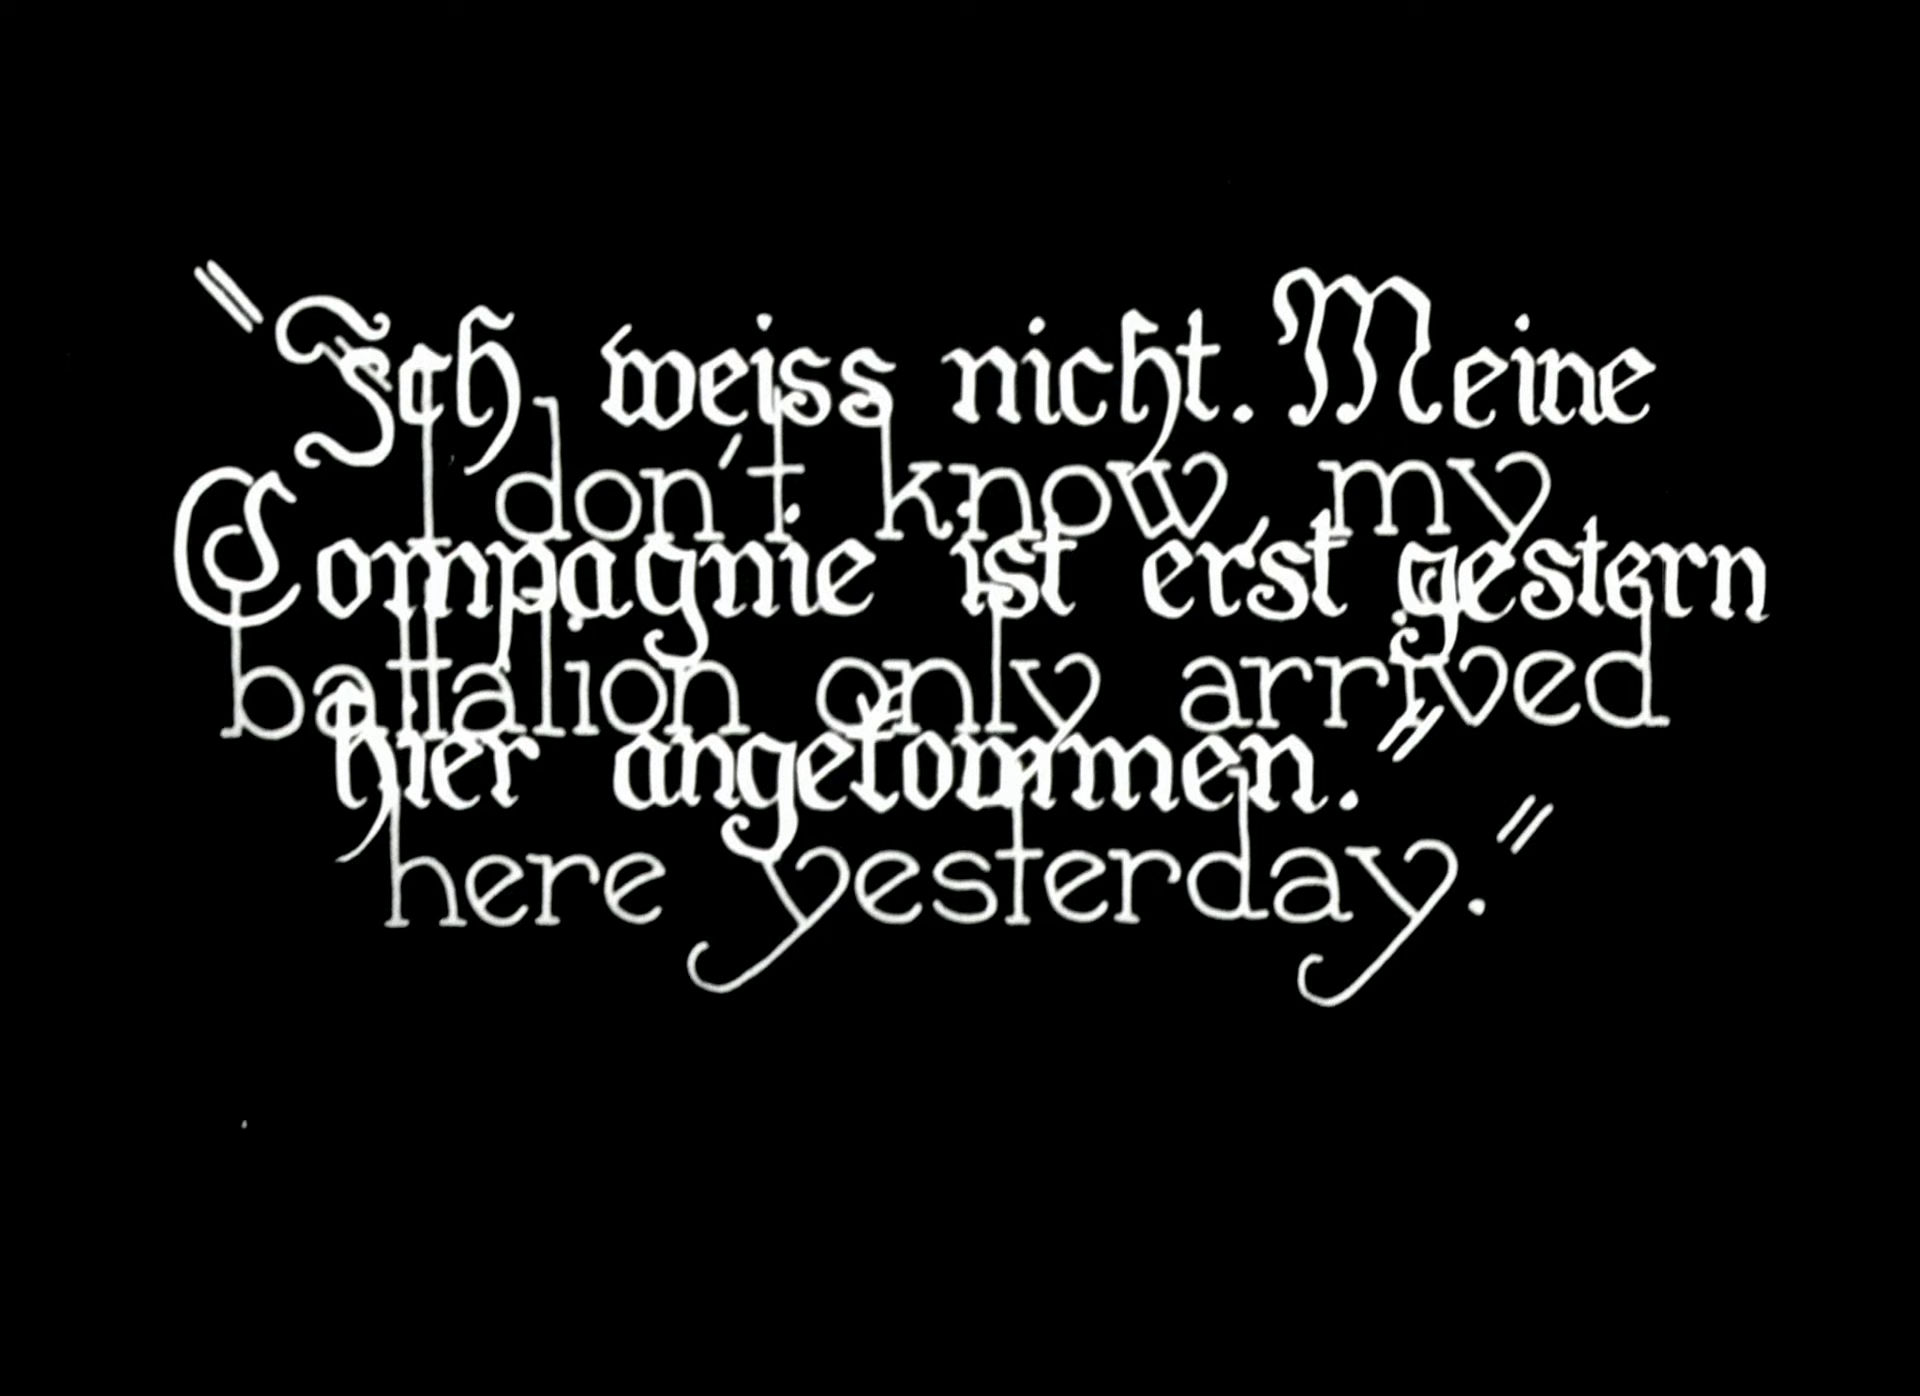 "Ich weiss nicht. Meine
I don't know, my
Compagnie ist erst gestern
battalion only arrived
hier angekommen."
here yesterday."